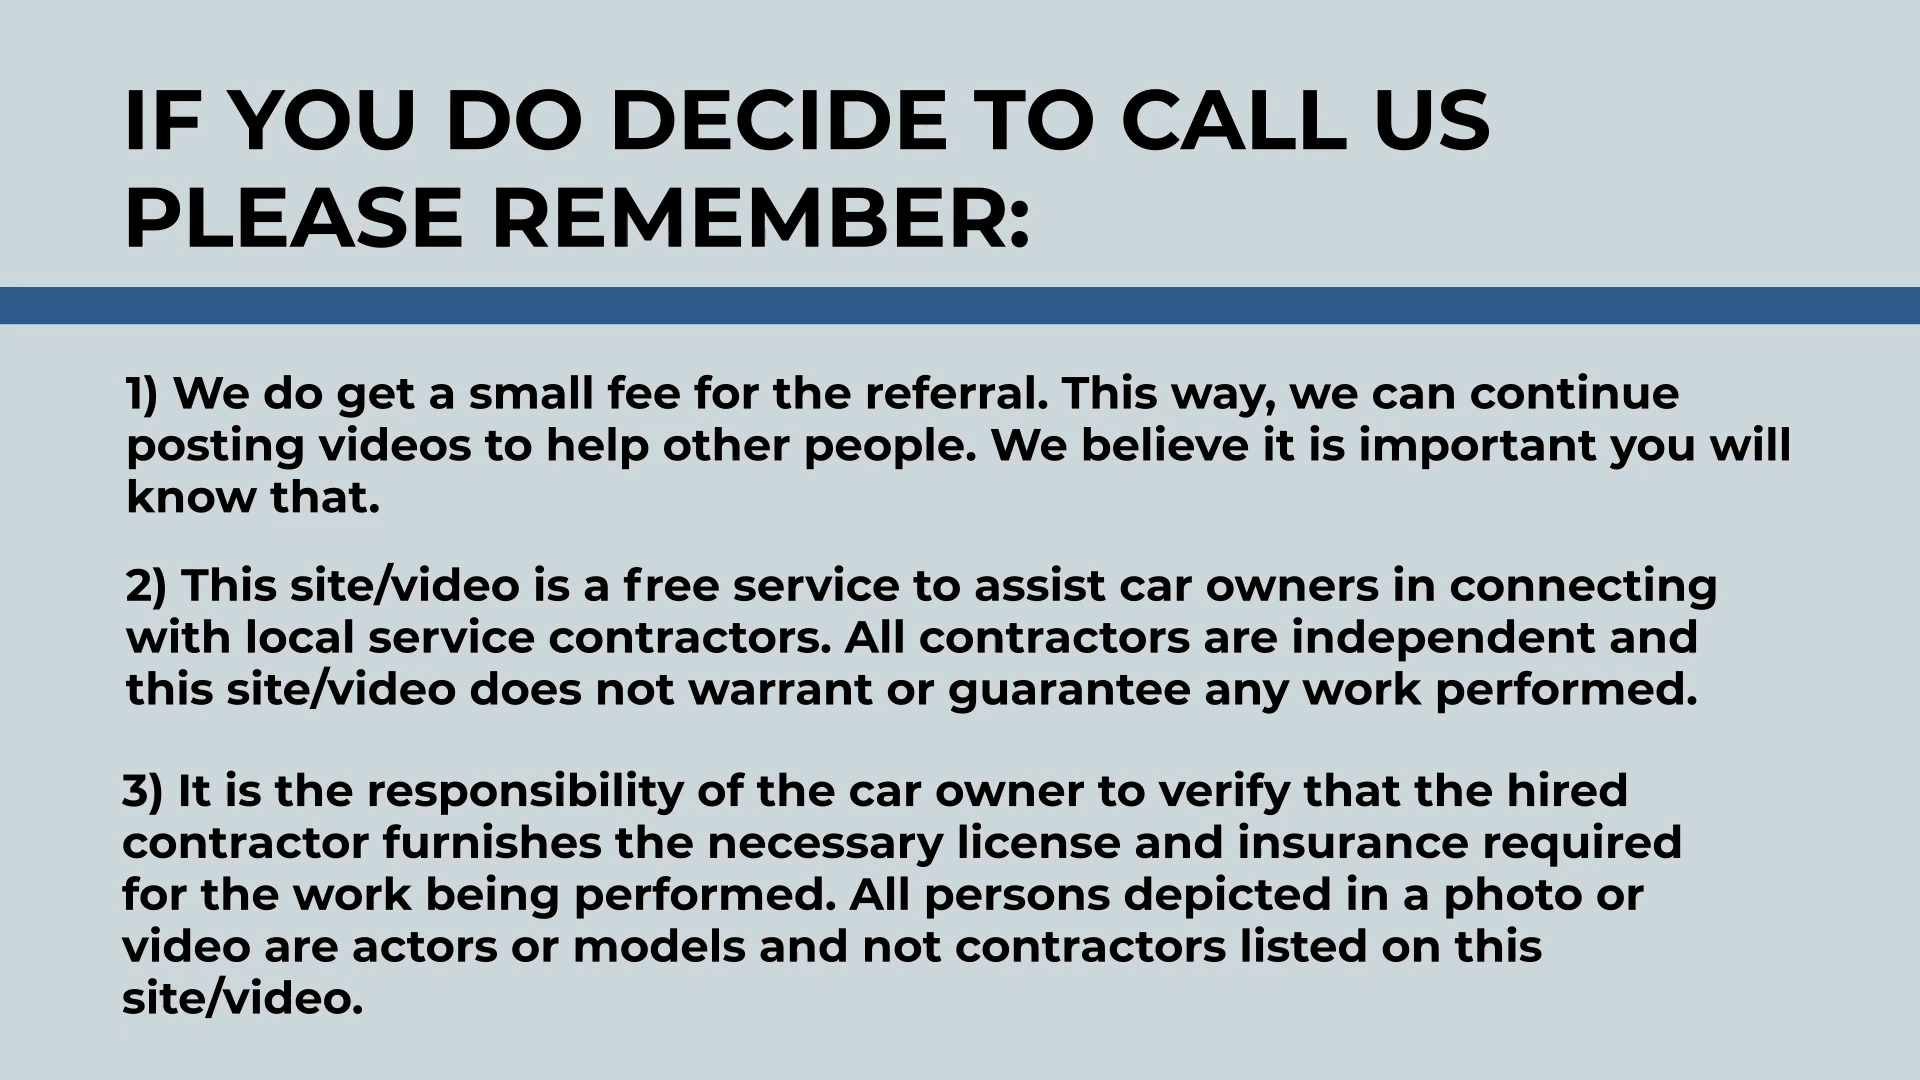 IF YOU DO DECIDE TO CALL US
PLEASE REMEMBER:
1) We do get a small fee for the referral. This way, we can continue
posting videos to help other people. We believe it is important you will
know that.
2) This site/video is a free service to assist car owners in connecting
with local service contractors. All contractors are independent and
this site/video does not warrant or guarantee any work performed.
3) It is the responsibility of the car owner to verify that the hired
contractor furnishes the necessary license and insurance required
for the work being performed. All persons depicted in a photo or
video are actors or models and not contractors listed on this
site/video.